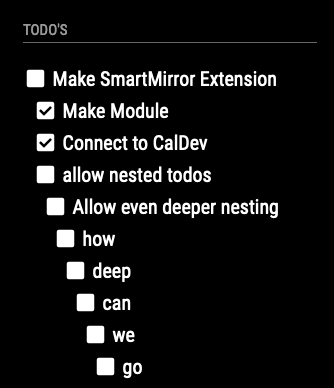 TODO'S
Make SmartMirror Extension
Make Module
Connect to CalDev
allow nested todos
Allow even deeper nesting
how
deep
can
we
go